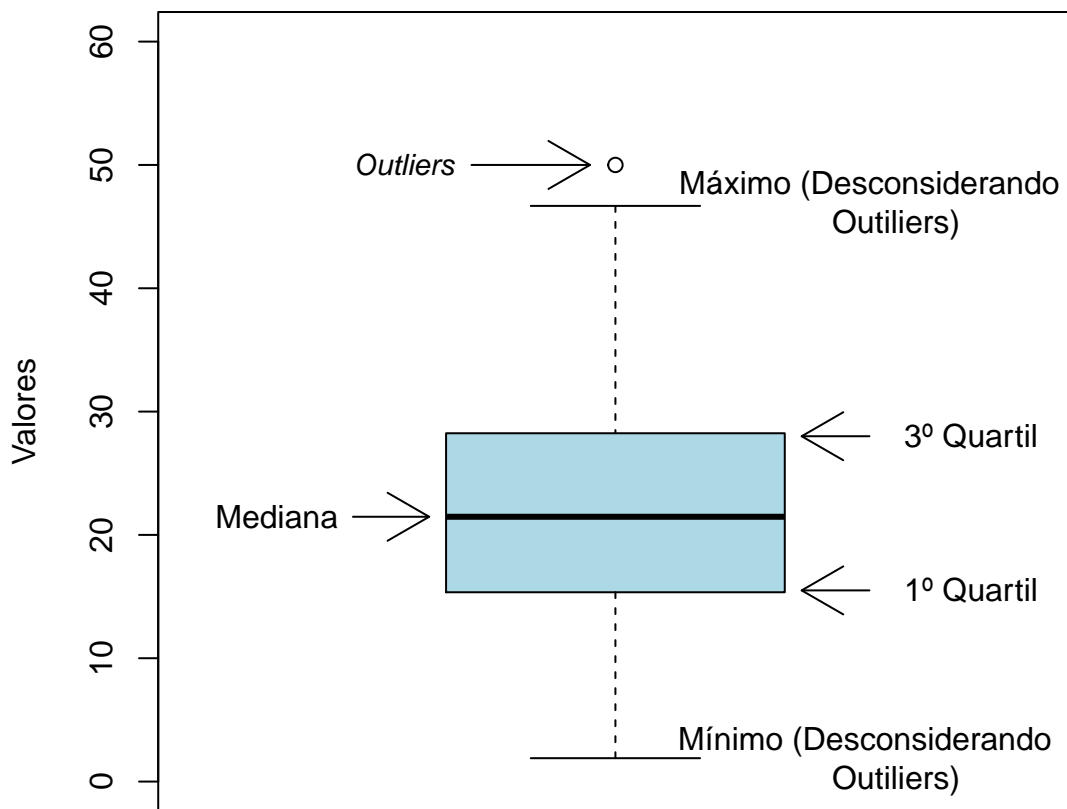 60
50
40
30
20
10
0
Valores
Outliers
Máximo (Desconsiderando
Outiliers)
3º Quartil
Mediana
1º Quartil
Mínimo (Desconsiderando
Outiliers)